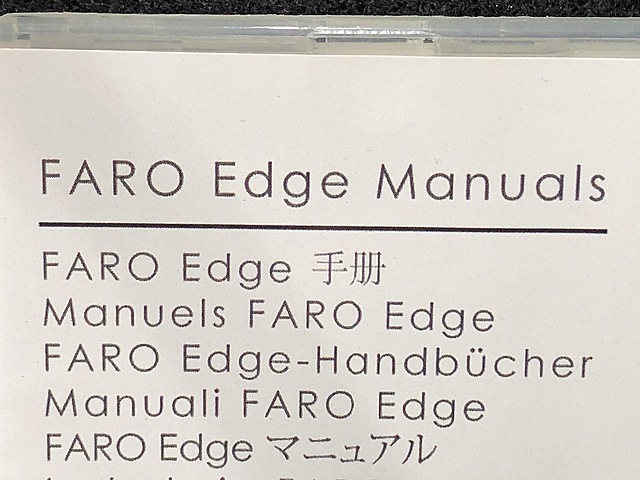 FARO Edge Manuals
FARO Edge 手册
Manuels FARO Edge
FARO Edge-Handbücher
Manuali FARO Edge
FARO Edge マニュアル